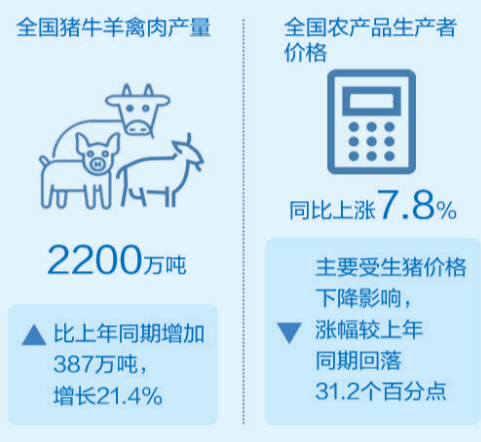 全国猪牛羊禽肉产量
2200万吨
比上年同期增加
387万吨，
增长21.4%
全国农产品生产者
价格
同比上涨7.8%
主要受生猪价格
下降影响，
涨幅较上年
同期回落
31.2个百分点